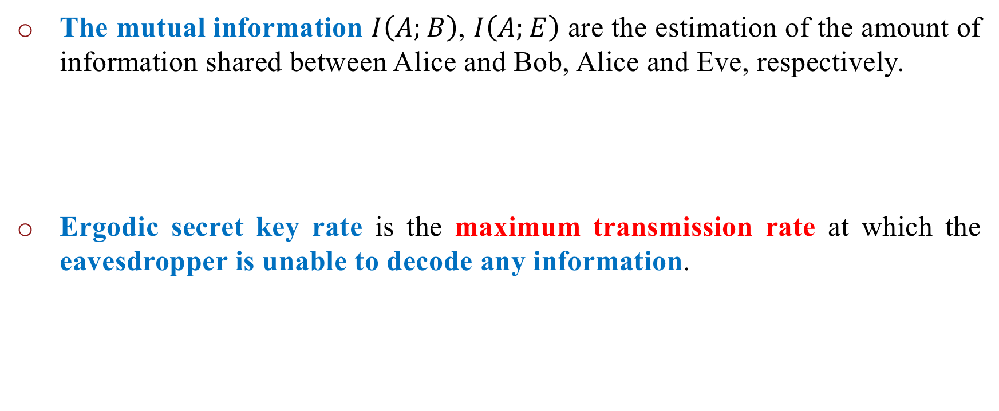 ○ The mutual information I(A; B), I(A; E) are the estimation of the amount of
information shared between Alice and Bob, Alice and Eve, respectively.
○ Ergodic secret key rate is the maximum transmission rate at which the
eavesdropper is unable to decode any information.